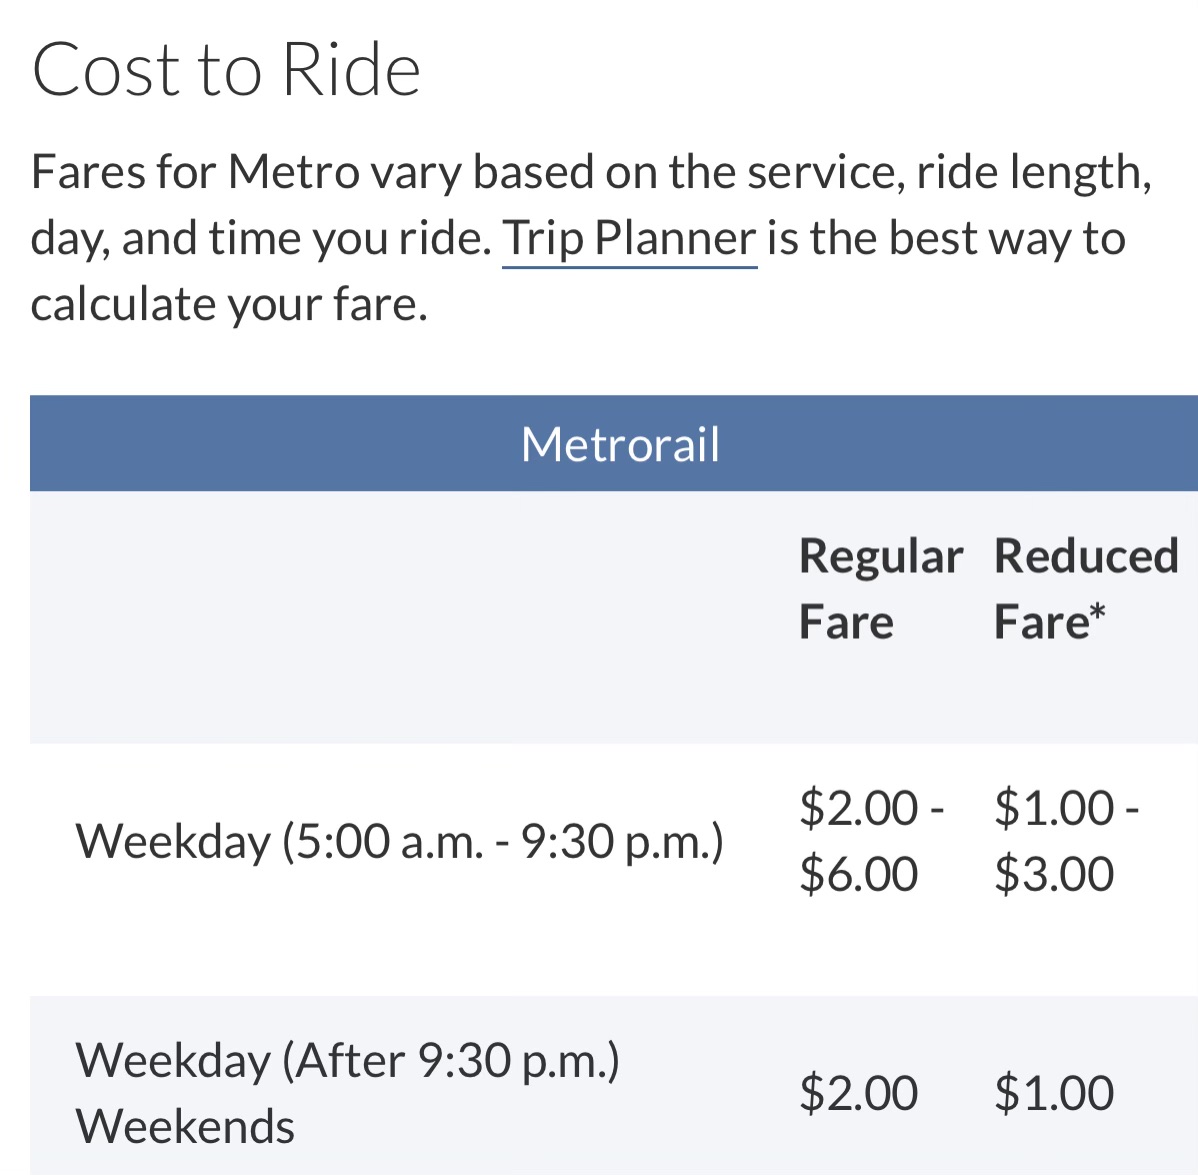 Cost to Ride
Fares for Metro vary based on the service, ride length,
day, and time you ride. Trip Planner is the best way to
calculate your fare.
Metrorail
Regular Fare
Reduced Fare*
Weekday (5:00 a.m. - 9:30 p.m.)
$2.00 -
$6.00
$1.00 -
$3.00
Weekday (After 9:30 p.m.)
Weekends
$2.00
$1.00